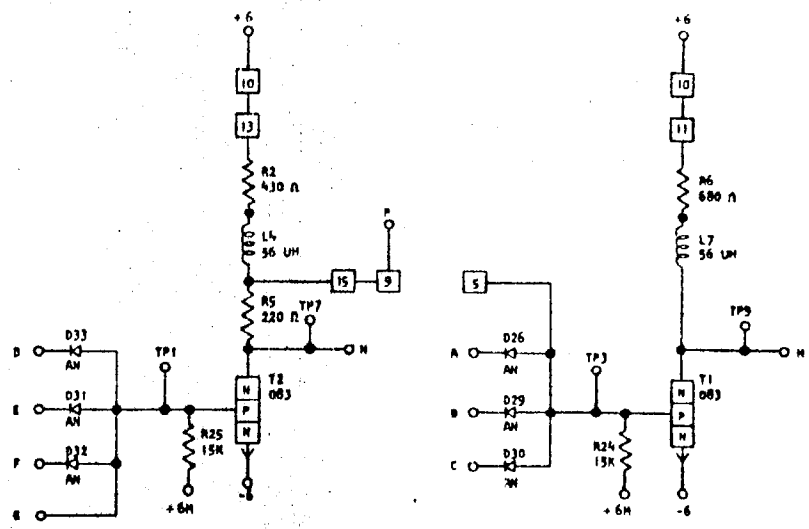 +6
10
13
R2
430 Ω
L4
56 UH
P
15
9
R5
220 Ω
TP7
N
D
D33
AN
TP1
T2
083
N
P
N
E
D31
AN
F
D32
AN
G
R25
15K
+6M
-6
+6
10
11
R6
680 Ω
L7
56 UH
5
TP9
N
A
D26
AN
TP3
T1
083
N
P
N
B
D29
AN
C
D30
AN
R24
15K
+6M
-6